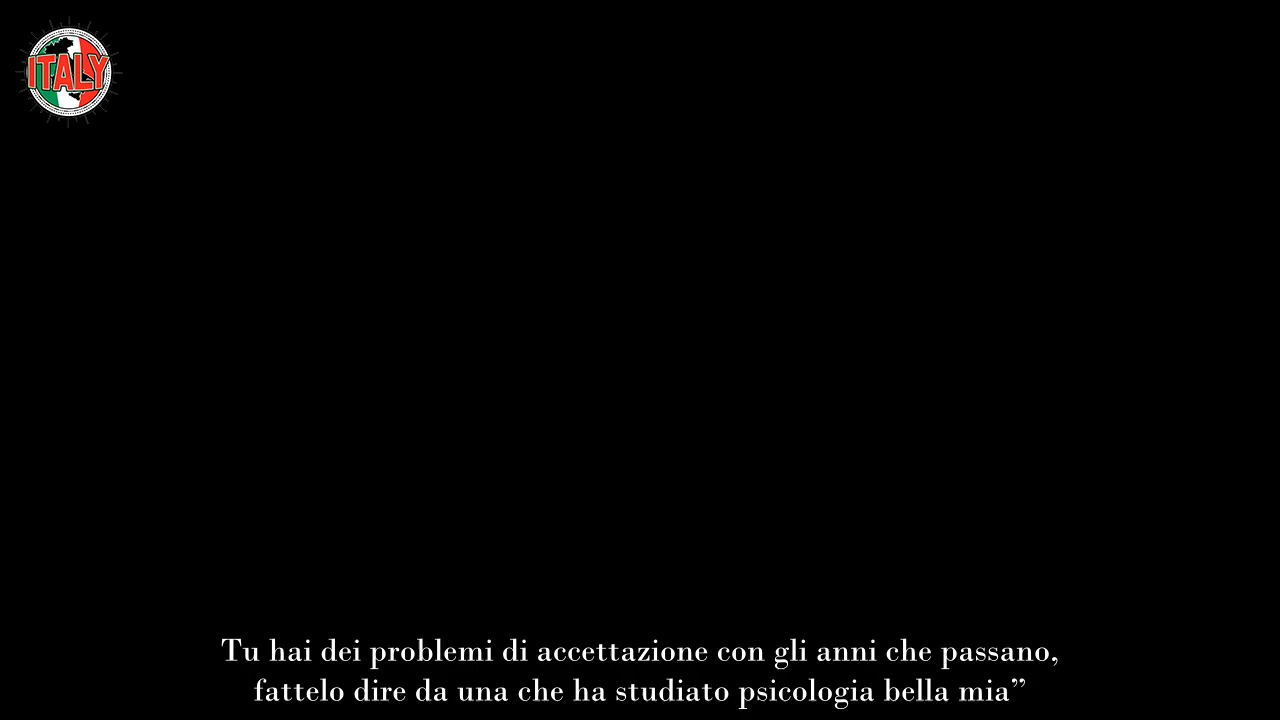 ITALY
Tu hai dei problemi di accettazione con gli anni che passano,
fattelo dire da una che ha studiato psicologia bella mia”